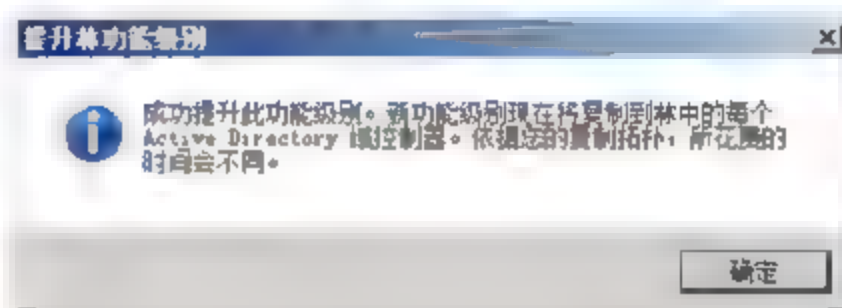 提升林功能级别
成功提升此功能级别。新功能级别现在将复制到林中的每个
Active Directory 域控制器。依据您的复制拓扑，所花费的
时间会不同。
确定